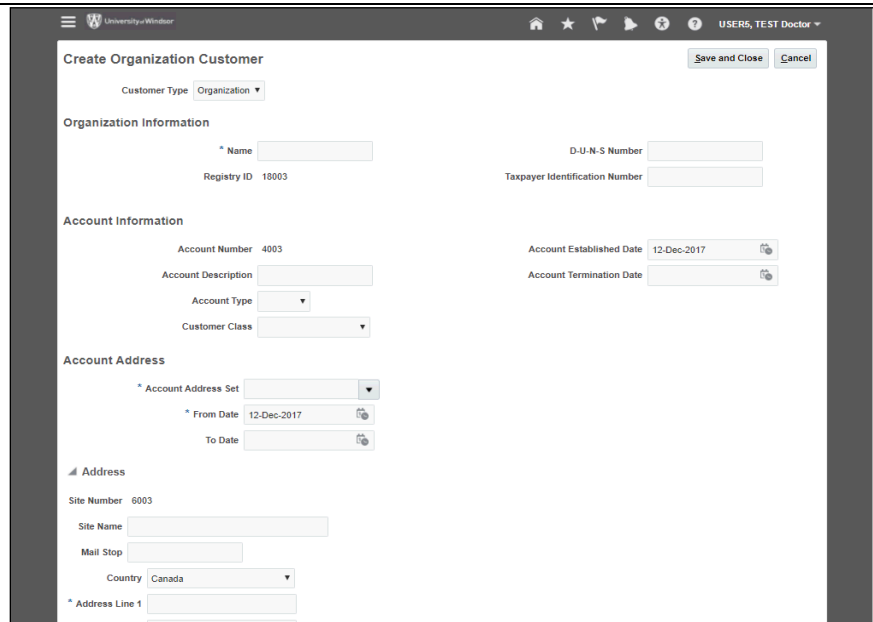 University of Windsor
USER5, TEST Doctor
Create Organization Customer
Save and Close Cancel
Customer Type Organization
Organization Information
* Name D-U-N-S Number
Registry ID 18003 Taxpayer Identification Number
Account Information
Account Number 4003 Account Established Date 12-Dec-2017
Account Description Account Termination Date
Account Type
Customer Class
Account Address
* Account Address Set
* From Date 12-Dec-2017
To Date
Address
Site Number 6003
Site Name
Mail Stop
Country Canada
* Address Line 1